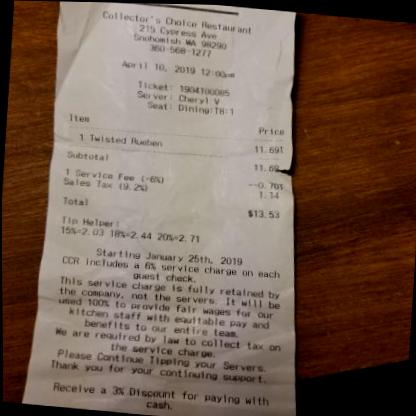 Collector's Choice Restaurant
215 Cypress Ave
Snohomish WA 98290
360-568-1277
April 10, 2019 12:00pm
Ticket: 1904100085
Server: Cheryl V
Seat: Dining:T8:1
Item Price
1 Twisted Rueben 11.69T
Subtotal 11.69
1 Service Fee (-6%) --0.70T
Sales Tax (9.2%) 1.14
Total $13.53
Tip Helper:
15%=2.03 18%=2.44 20%=2.71
Starting January 25th, 2019
CCR includes a 6% service charge on each
guest check.
This service charge is fully retained by
the company, not the servers. It will be
used 100% to provide fair wages for our
kitchen staff with equitable pay and
benefits to our entire team.
We are required by law to collect tax on
the service charge.
Please Continue Tipping your Servers.
Thank you for your continuing support.
Receive a 3% Discount for paying with
cash.